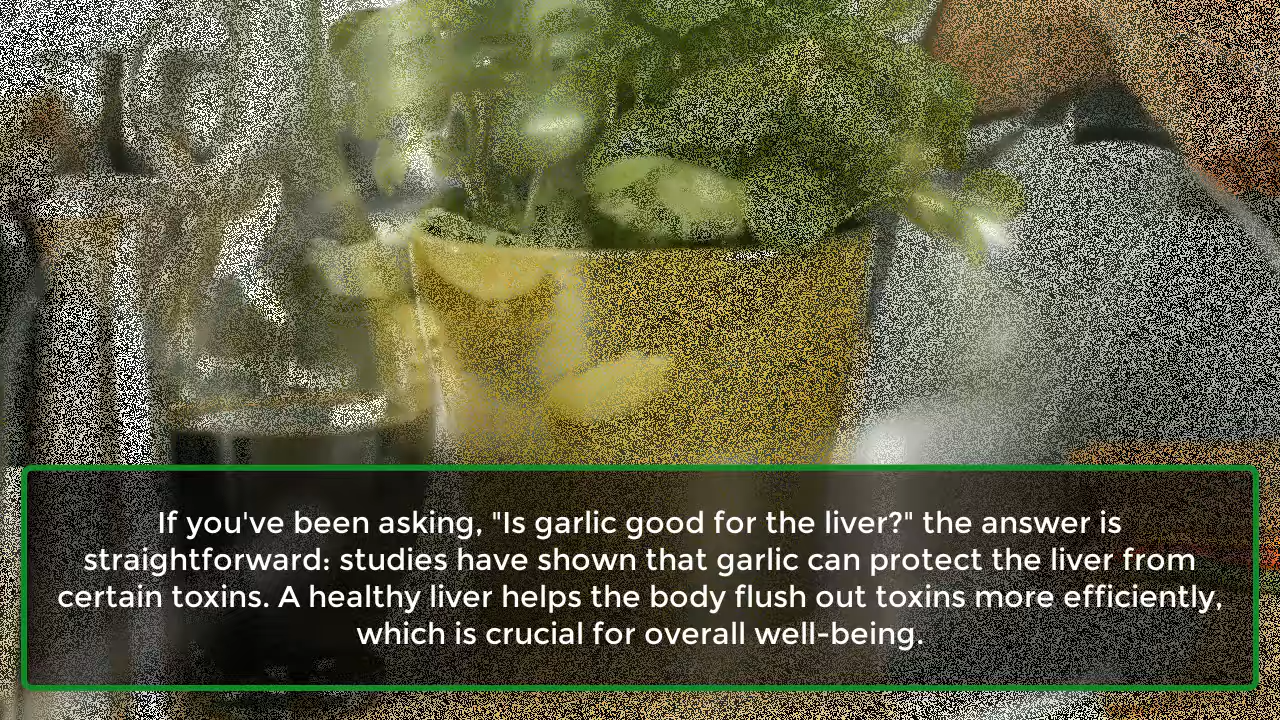 If you've been asking, "Is garlic good for the liver?" the answer is
straightforward: studies have shown that garlic can protect the liver from
certain toxins. A healthy liver helps the body flush out toxins more efficiently,
which is crucial for overall well-being.